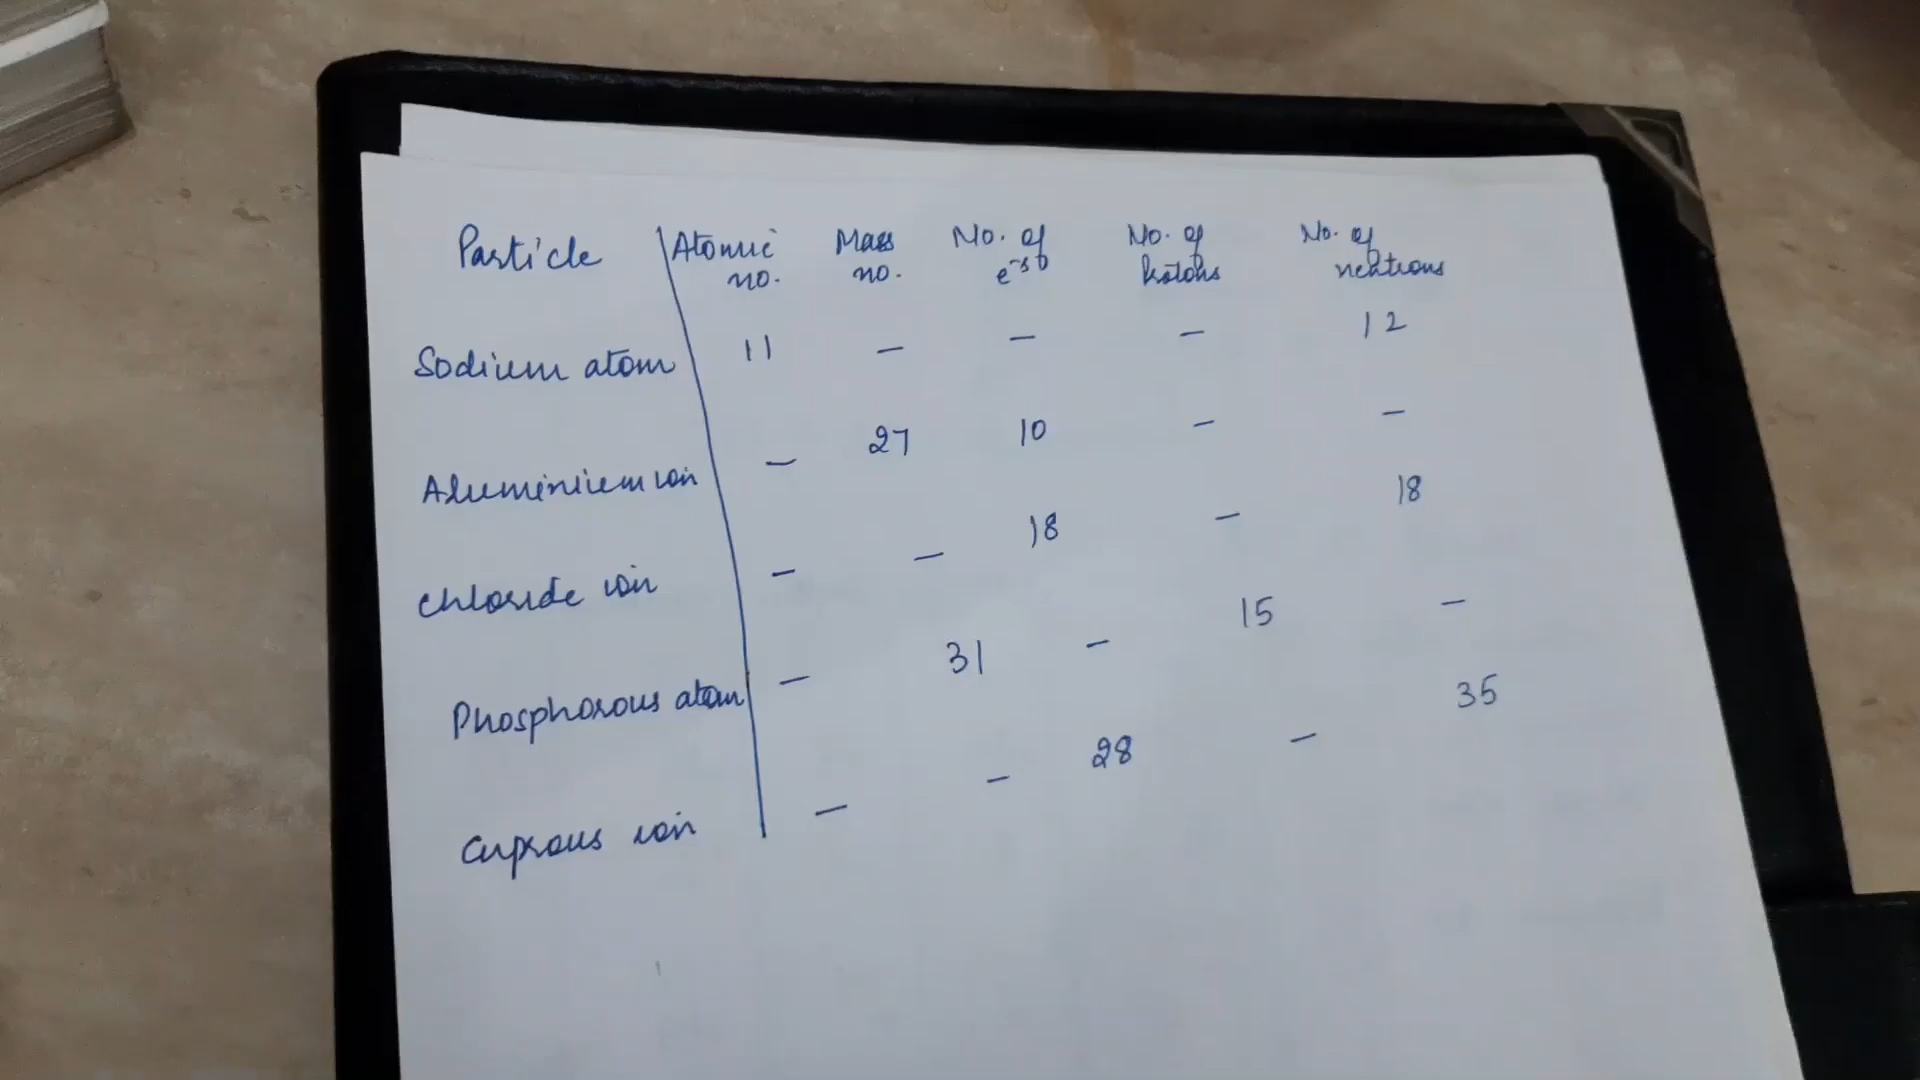 Particle Atomic no. Mass no. No. of e⁻s No. of protons No. of neutrons
Sodium atom 11 – – – 12
Aluminium ion – 27 10 – –
Chloride ion – – 18 – 18
Phosphorous atom – 31 – 15 –
Cuprous ion – – 28 – 35